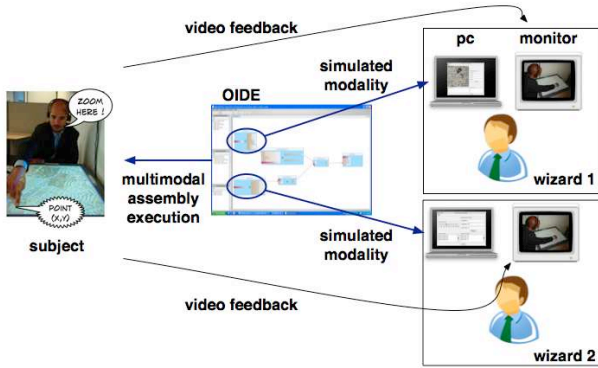 video feedback
pc
monitor
simulated
modality
OIDE
ZOOM
HERE !
wizard 1
multimodal
assembly
execution
POINT
(X,Y)
subject
simulated
modality
video feedback
wizard 2